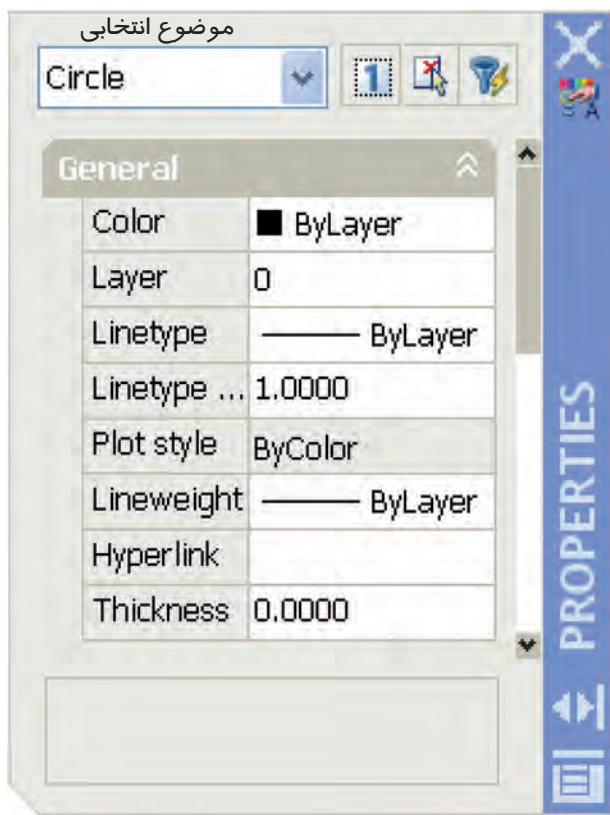 موضوع انتخابی
Circle
1
General
Color ByLayer
Layer 0
Linetype ByLayer
Linetype ... 1.0000
Plot style ByColor
Lineweight ByLayer
Hyperlink
Thickness 0.0000
PROPERTIES
A